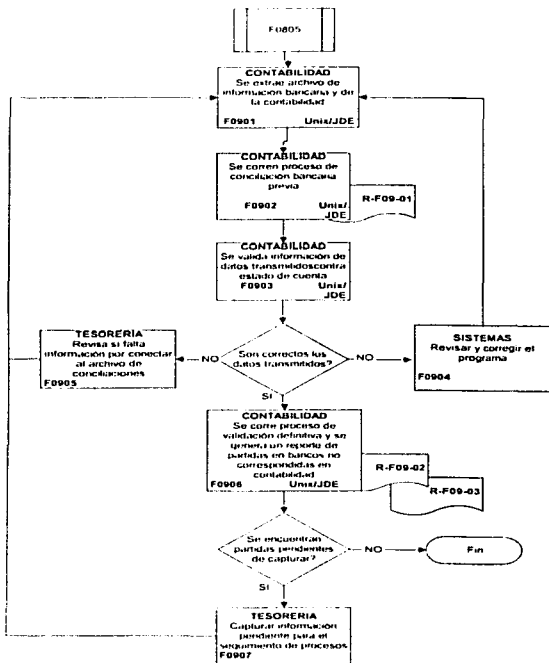 F0805
CONTABILIDAD
Se extrae archivo de
información bancaria y de
la contabilidad
F0901 Unix/JDE
CONTABILIDAD
Se corren proceso de
conciliación bancaria
previa
F0902 Unix/
JDE
R-F09-01
CONTABILIDAD
Se valida información de
datos transmitidoscontra
estado de cuenta
F0903 Unix/
JDE
TESORERÍA
Revisa si falta
información por conectar
al archivo de
conciliaciones
F0905
NO
Son correctos los
datos transmitidos?
NO
SISTEMAS
Revisar y corregir el
programa
F0904
SI
CONTABILIDAD
Se corre proceso de
validación definitiva y se
genera un reporte de
partidas en bancos no
correspondidas en
contabilidad
F0906 Unix/JDE
R-F09-02
R-F09-03
Se encuentran
partidas pendientes
de capturar?
NO
Fin
SI
TESORERÍA
Capturar información
pendiente para el
seguimiento de procesos
F0907